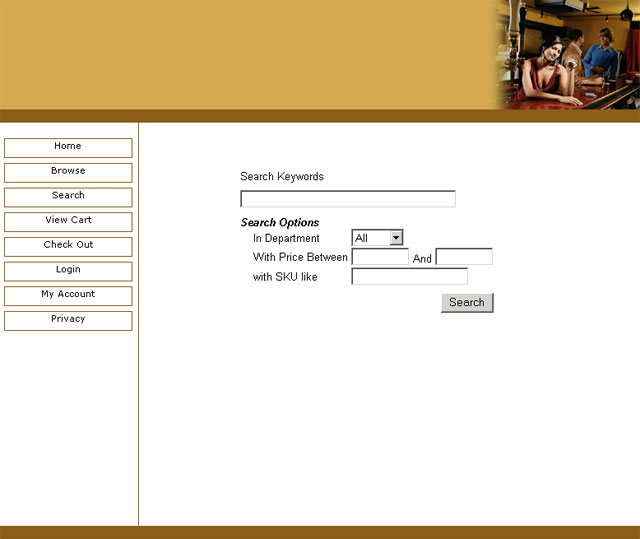 Home
Browse
Search
View Cart
Check Out
Login
My Account
Privacy
Search Keywords
Search Options
In Department All
With Price Between And
with SKU like
Search